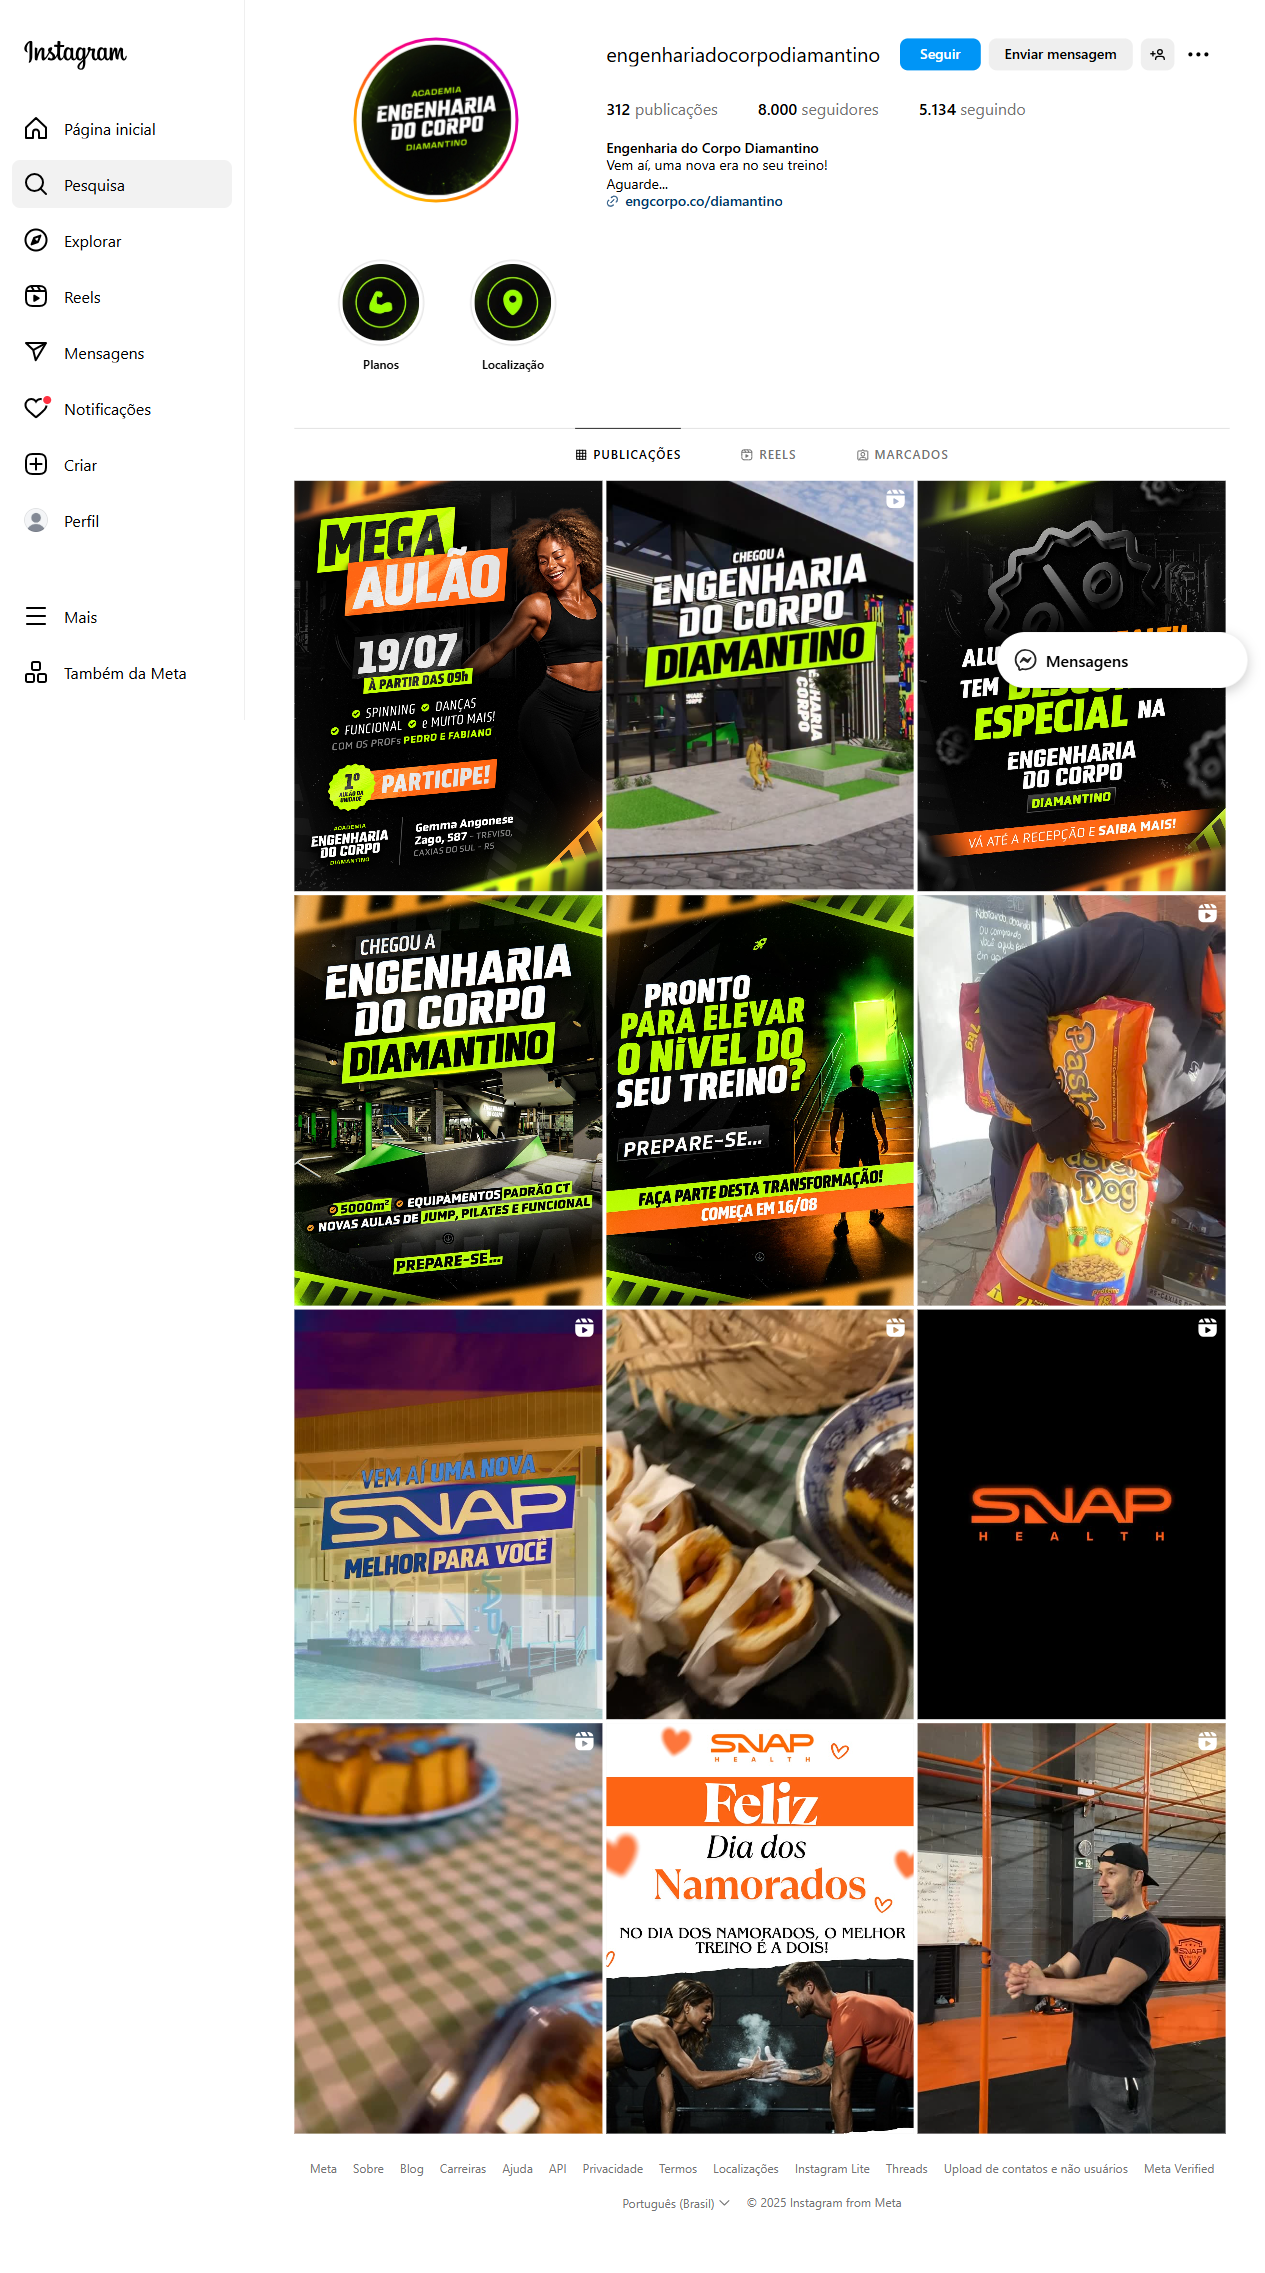 Instagram
Página inicial
Pesquisa
Explorar
Reels
Mensagens
Notificações
Criar
Perfil
Mais
Também da Meta
ACADEMIA
ENGENHARIA
DO CORPO
DIAMANTINO
engenhariadocorpodiamantino
Seguir
Enviar mensagem
312 publicações
8.000 seguidores
5.134 seguindo
Engenharia do Corpo Diamantino
Vem aí, uma nova era no seu treino!
Aguarde...
engcorpo.co/diamantino
Planos
Localização
PUBLICAÇÕES
REELS
MARCADOS
MEGA
AULÃO
19/07
À PARTIR DAS 09h
SPINNING
DANÇAS
FUNCIONAL
e MUITO MAIS!
COM OS PROFs PEDRO E FABIANO
1º
AULÃO DA
UNIDADE
PARTICIPE!
ACADEMIA
ENGENHARIA
DO CORPO
DIAMANTINO
Gemma Angonese
Zago, 587 - TREVISO,
CAXIAS DO SUL - RS
CHEGOU A
ENGENHARIA
DO CORPO
DIAMANTINO
TEM
ESPECIAL NA
ENGENHARIA
DO CORPO
DIAMANTINO
VÁ ATÉ A RECEPÇÃO E SAIBA MAIS!
Mensagens
CHEGOU A
ENGENHARIA
DO CORPO
DIAMANTINO
5000m²
EQUIPAMENTOS PADRÃO CT
NOVAS AULAS DE JUMP, PILATES E FUNCIONAL
PREPARE-SE...
PRONTO
PARA ELEVAR
O NÍVEL DO
SEU TREINO?
PREPARE-SE...
FAÇA PARTE DESTA TRANSFORMAÇÃO!
COMEÇA EM 16/08
7kg
Dog
VEM AÍ UMA NOVA
SNAP
MELHOR PARA VOCÊ
SNAP
HEALTH
SNAP
HEALTH
Feliz
Dia dos
Namorados
NO DIA DOS NAMORADOS, O MELHOR
TREINO É A DOIS!
SNAP
Meta
Sobre
Blog
Carreiras
Ajuda
API
Privacidade
Termos
Localizações
Instagram Lite
Threads
Upload de contatos e não usuários
Meta Verified
Português (Brasil)
© 2025 Instagram from Meta